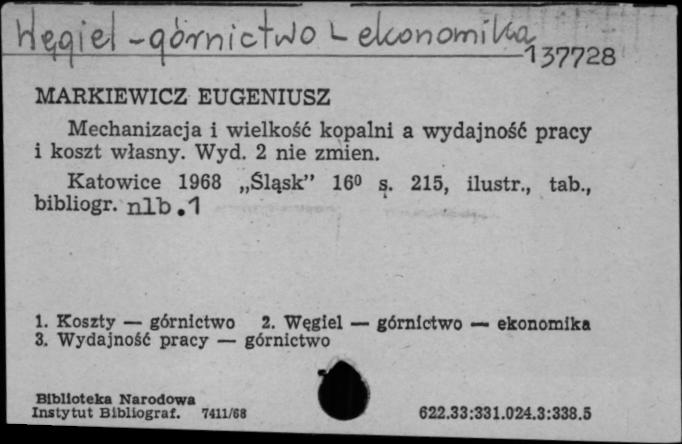 Węgiel - górnictwo - ekonomika
137728
MARKIEWICZ EUGENIUSZ
Mechanizacja i wielkość kopalni a wydajność pracy
i koszt własny. Wyd. 2 nie zmien.
Katowice 1968 „Śląsk” 16⁰ s. 215, ilustr., tab.,
bibliogr. nlb.1
1. Koszty — górnictwo 2. Węgiel — górnictwo — ekonomika
3. Wydajność pracy — górnictwo
Biblioteka Narodowa
Instytut Bibliograf. 7411/68
622.33:331.024.3:338.5